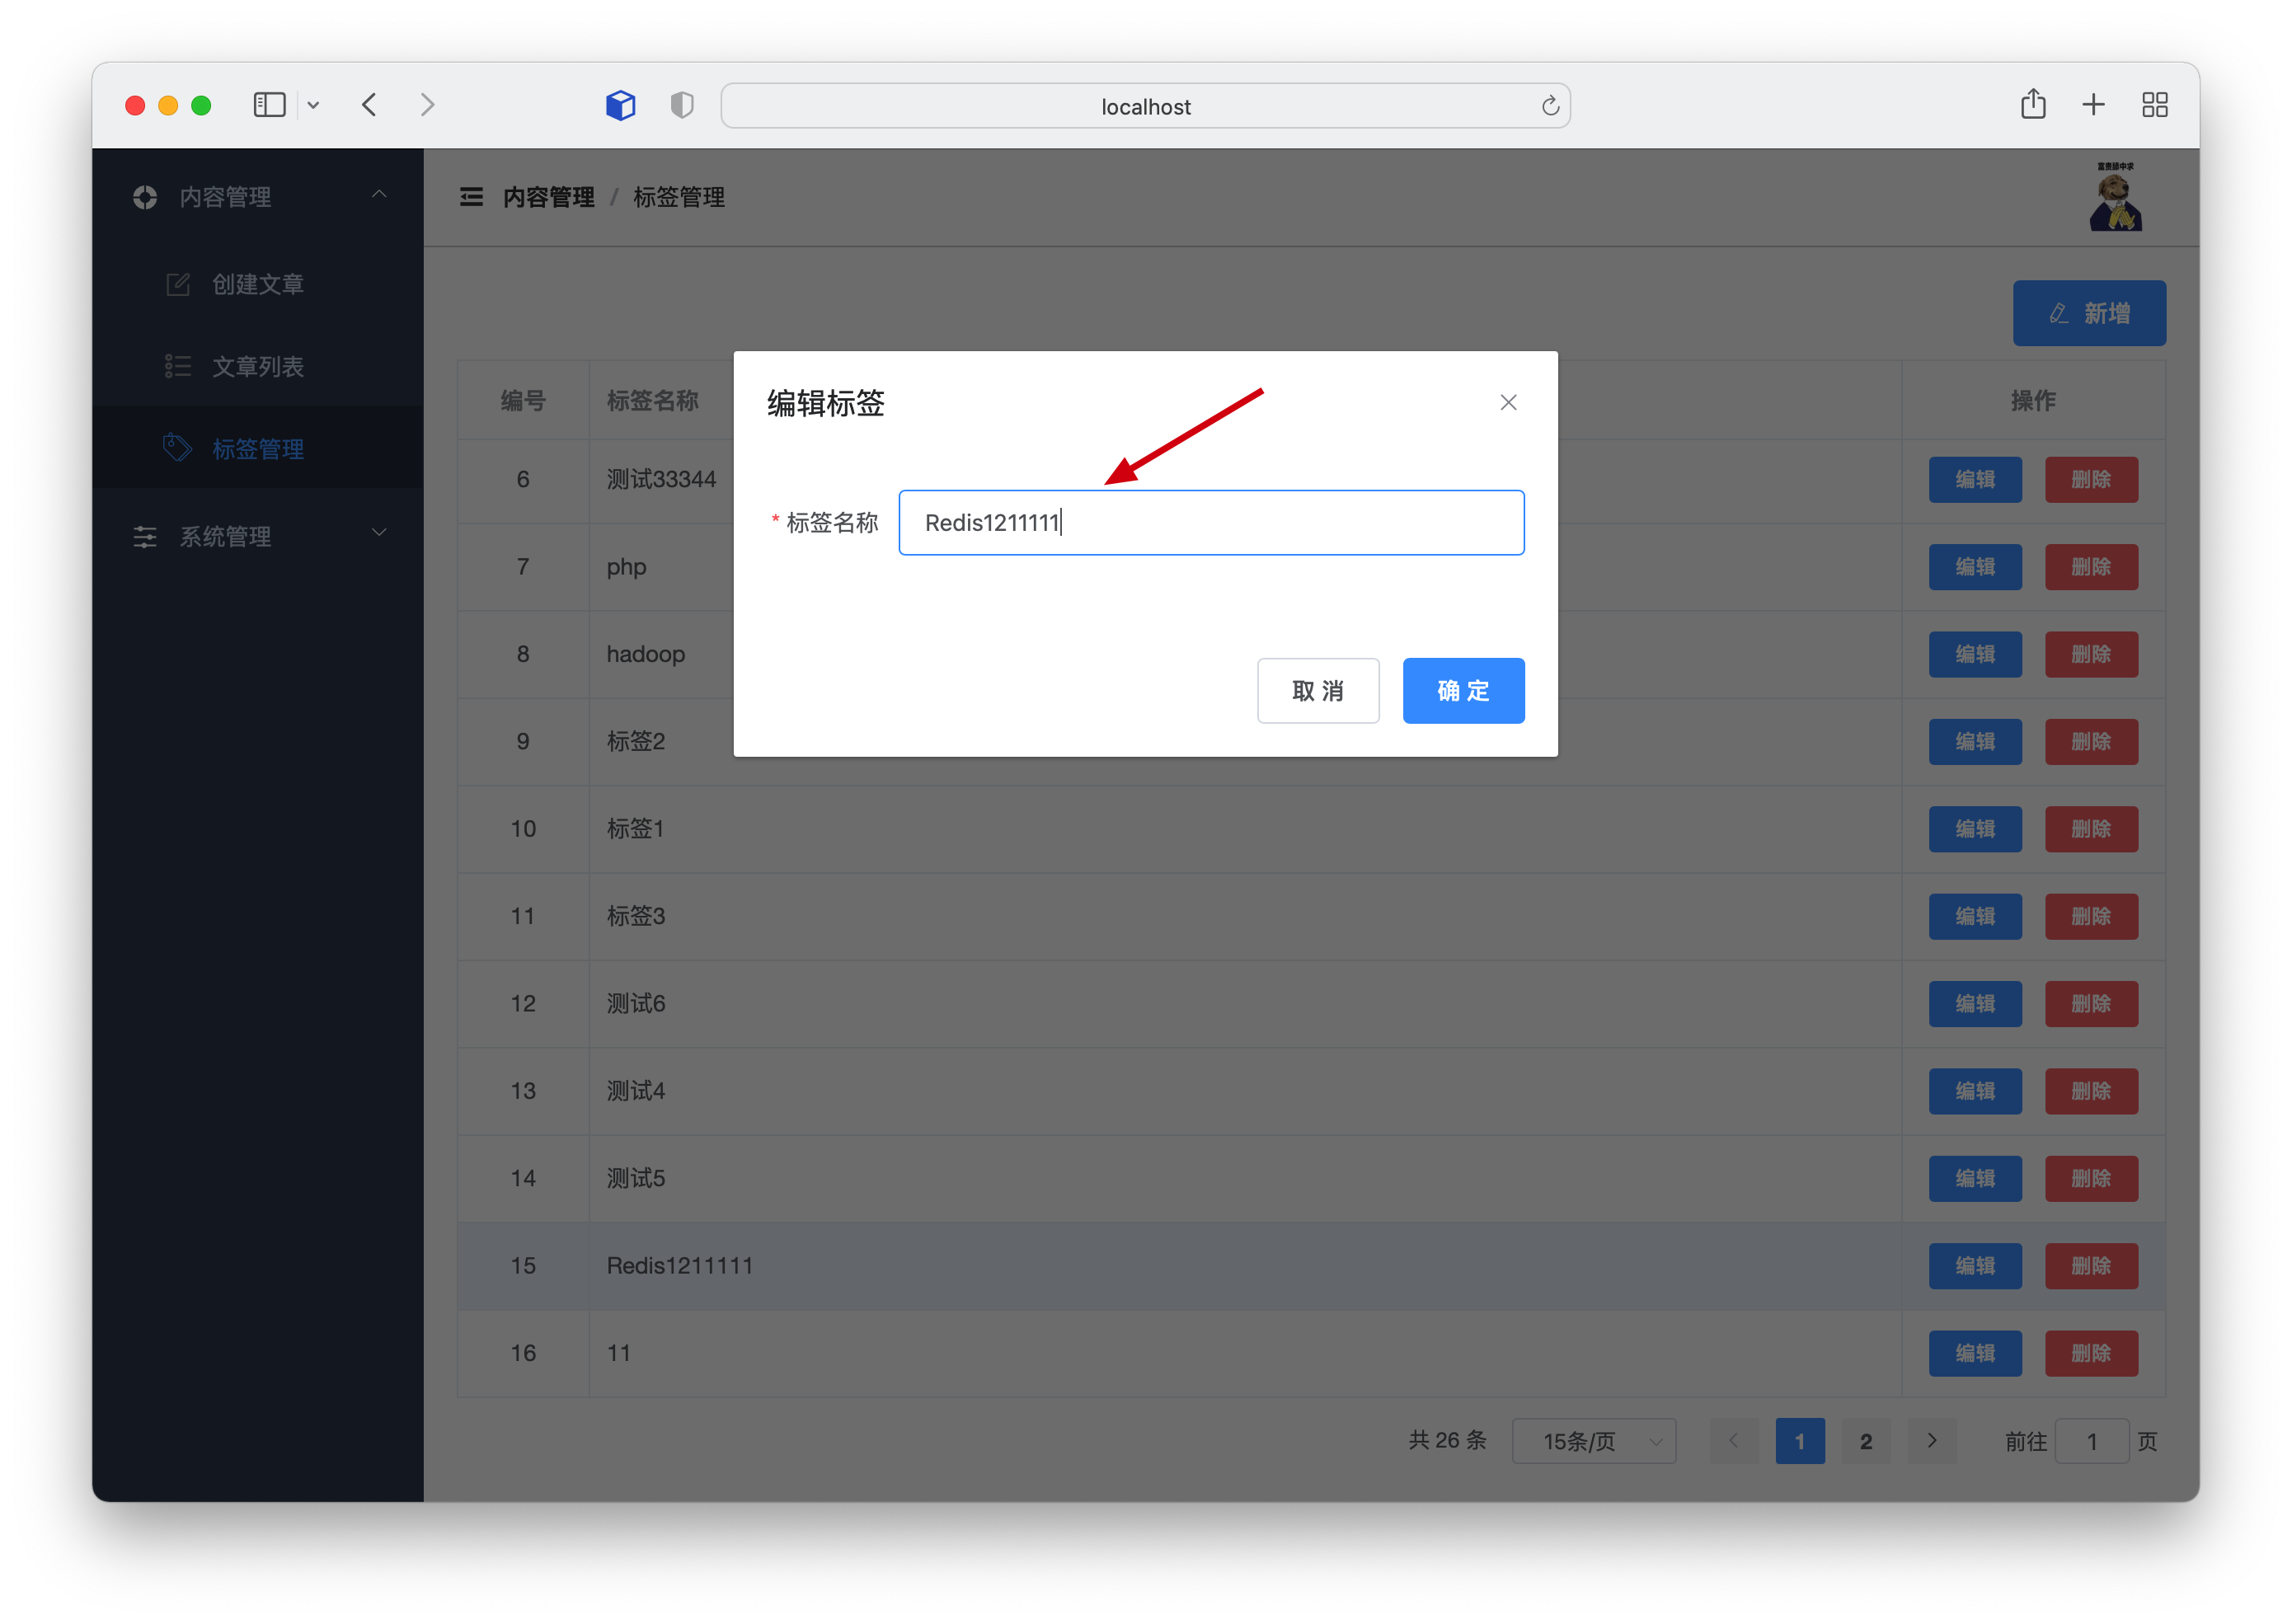 localhost
内容管理
内容管理 / 标签管理
富贵舔中求
创建文章
文章列表
标签管理
系统管理
新增
编号 标签名称 操作
6 测试33344 编辑 删除
7 php 编辑 删除
8 hadoop 编辑 删除
9 标签2 编辑 删除
10 标签1 编辑 删除
11 标签3 编辑 删除
12 测试6 编辑 删除
13 测试4 编辑 删除
14 测试5 编辑 删除
15 Redis1211111 编辑 删除
16 11 编辑 删除
编辑标签
* 标签名称 Redis1211111
取 消 确 定
共 26 条 15条/页 1 2 前往 1 页